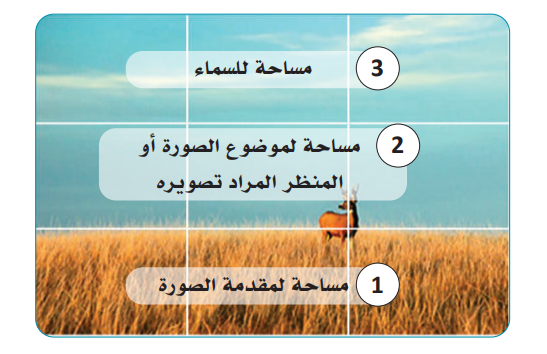 3 مساحة للسماء
2 مساحة لموضوع الصورة أو
المنظر المراد تصويره
1 مساحة لمقدمة الصورة